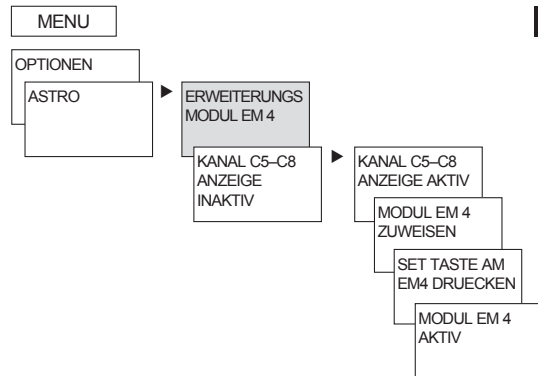 MENU
OPTIONEN
ASTRO
ERWEITERUNGS
MODUL EM 4
KANAL C5–C8
ANZEIGE
INAKTIV
KANAL C5–C8
ANZEIGE AKTIV
MODUL EM 4
ZUWEISEN
SET TASTE AM
EM4 DRUECKEN
MODUL EM 4
AKTIV